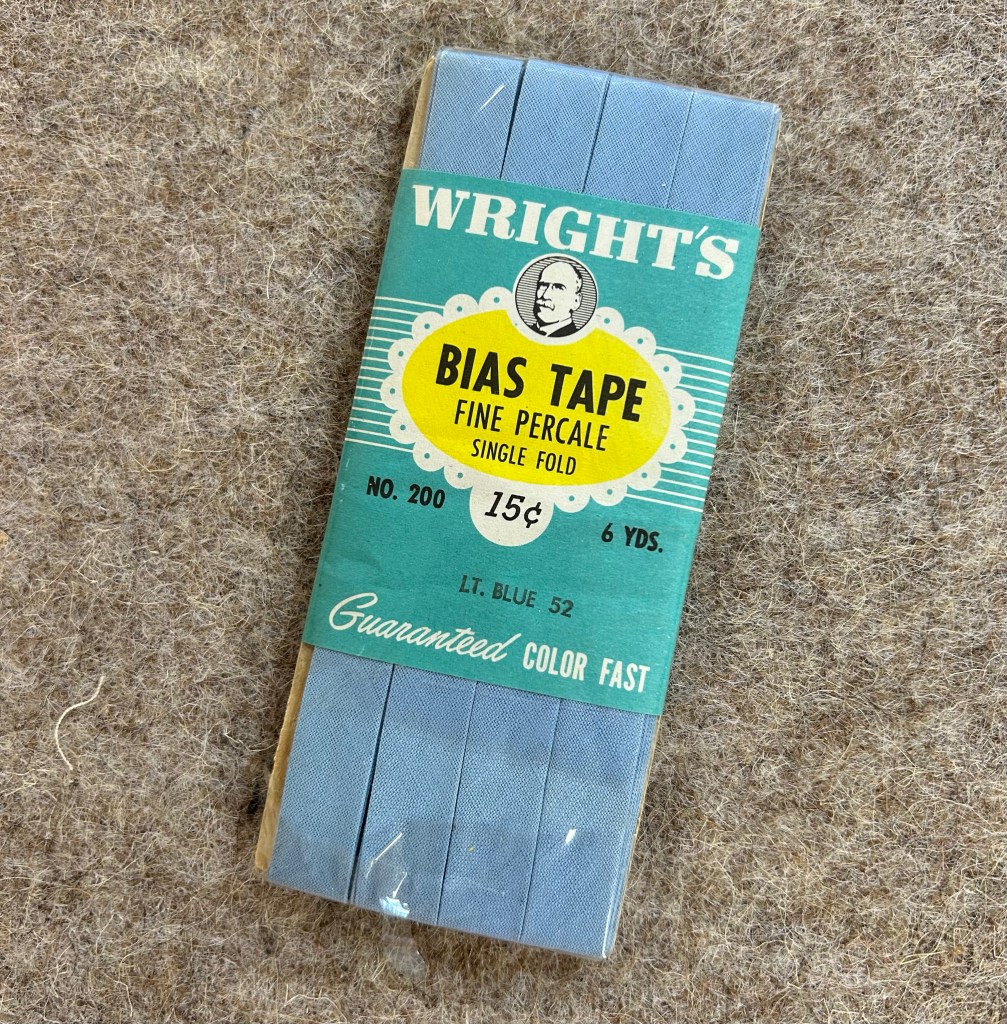 WRIGHT'S
BIAS TAPE
FINE PERCALE
SINGLE FOLD
NO. 200 15¢ 6 YDS.
LT. BLUE 52
Guaranteed COLOR FAST